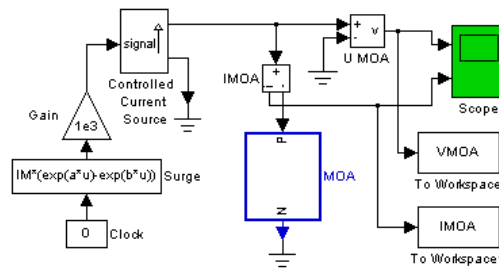 signal
+
-
v
U MOA
Controlled
Current
Source
IMOA
+
-
i
Scope
Gain
1e3
P
MOA
N
VMOA
To Workspace
IM*(exp(a*u)-exp(b*u))
Surge
IMOA
To Workspace
0
Clock